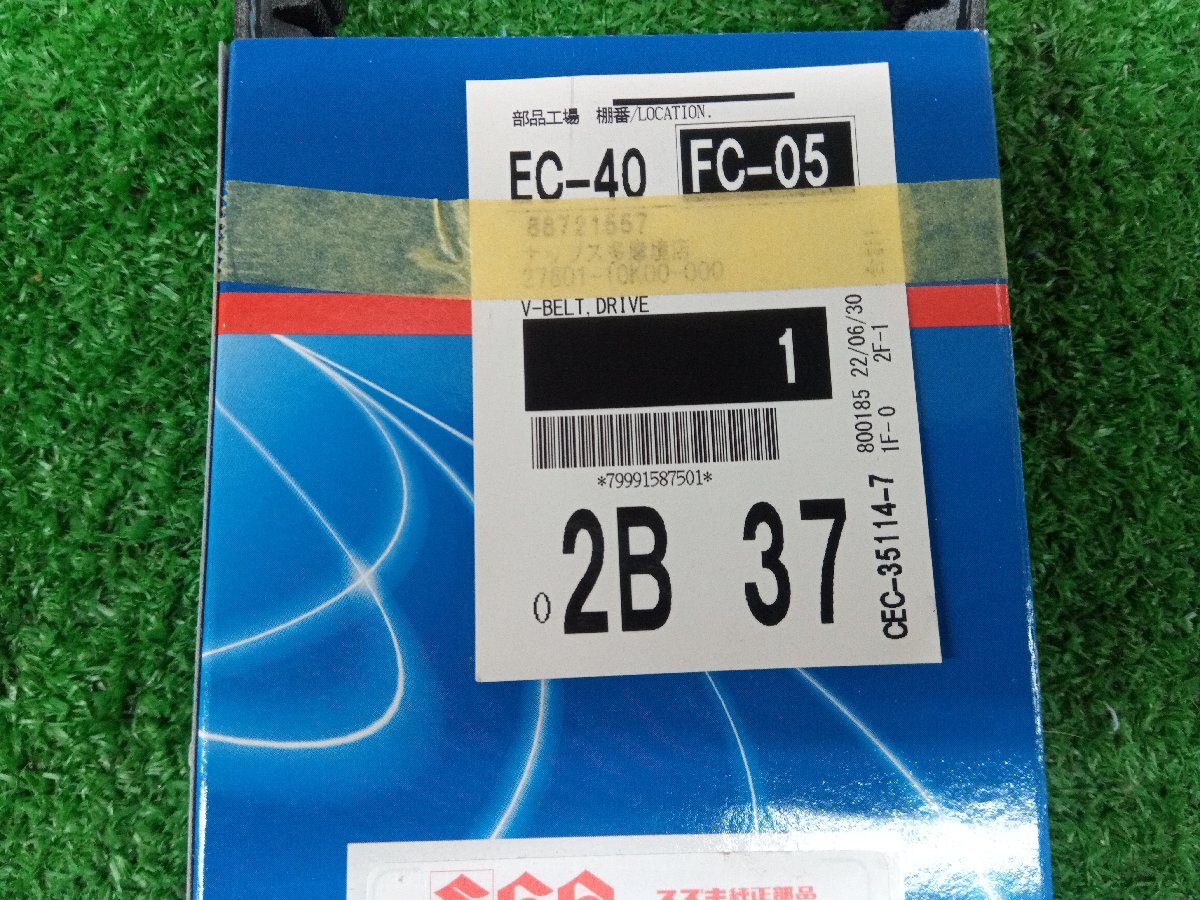 部品工場 棚番/LOCATION.
EC-40 FC-05
88721557
27601-10K00-000
V-BELT, DRIVE
1
*79991587501*
0 2B 37
CEC-35114-7 800185 22/06/30
1F-0 2F-1
SGP スズキ純正部品